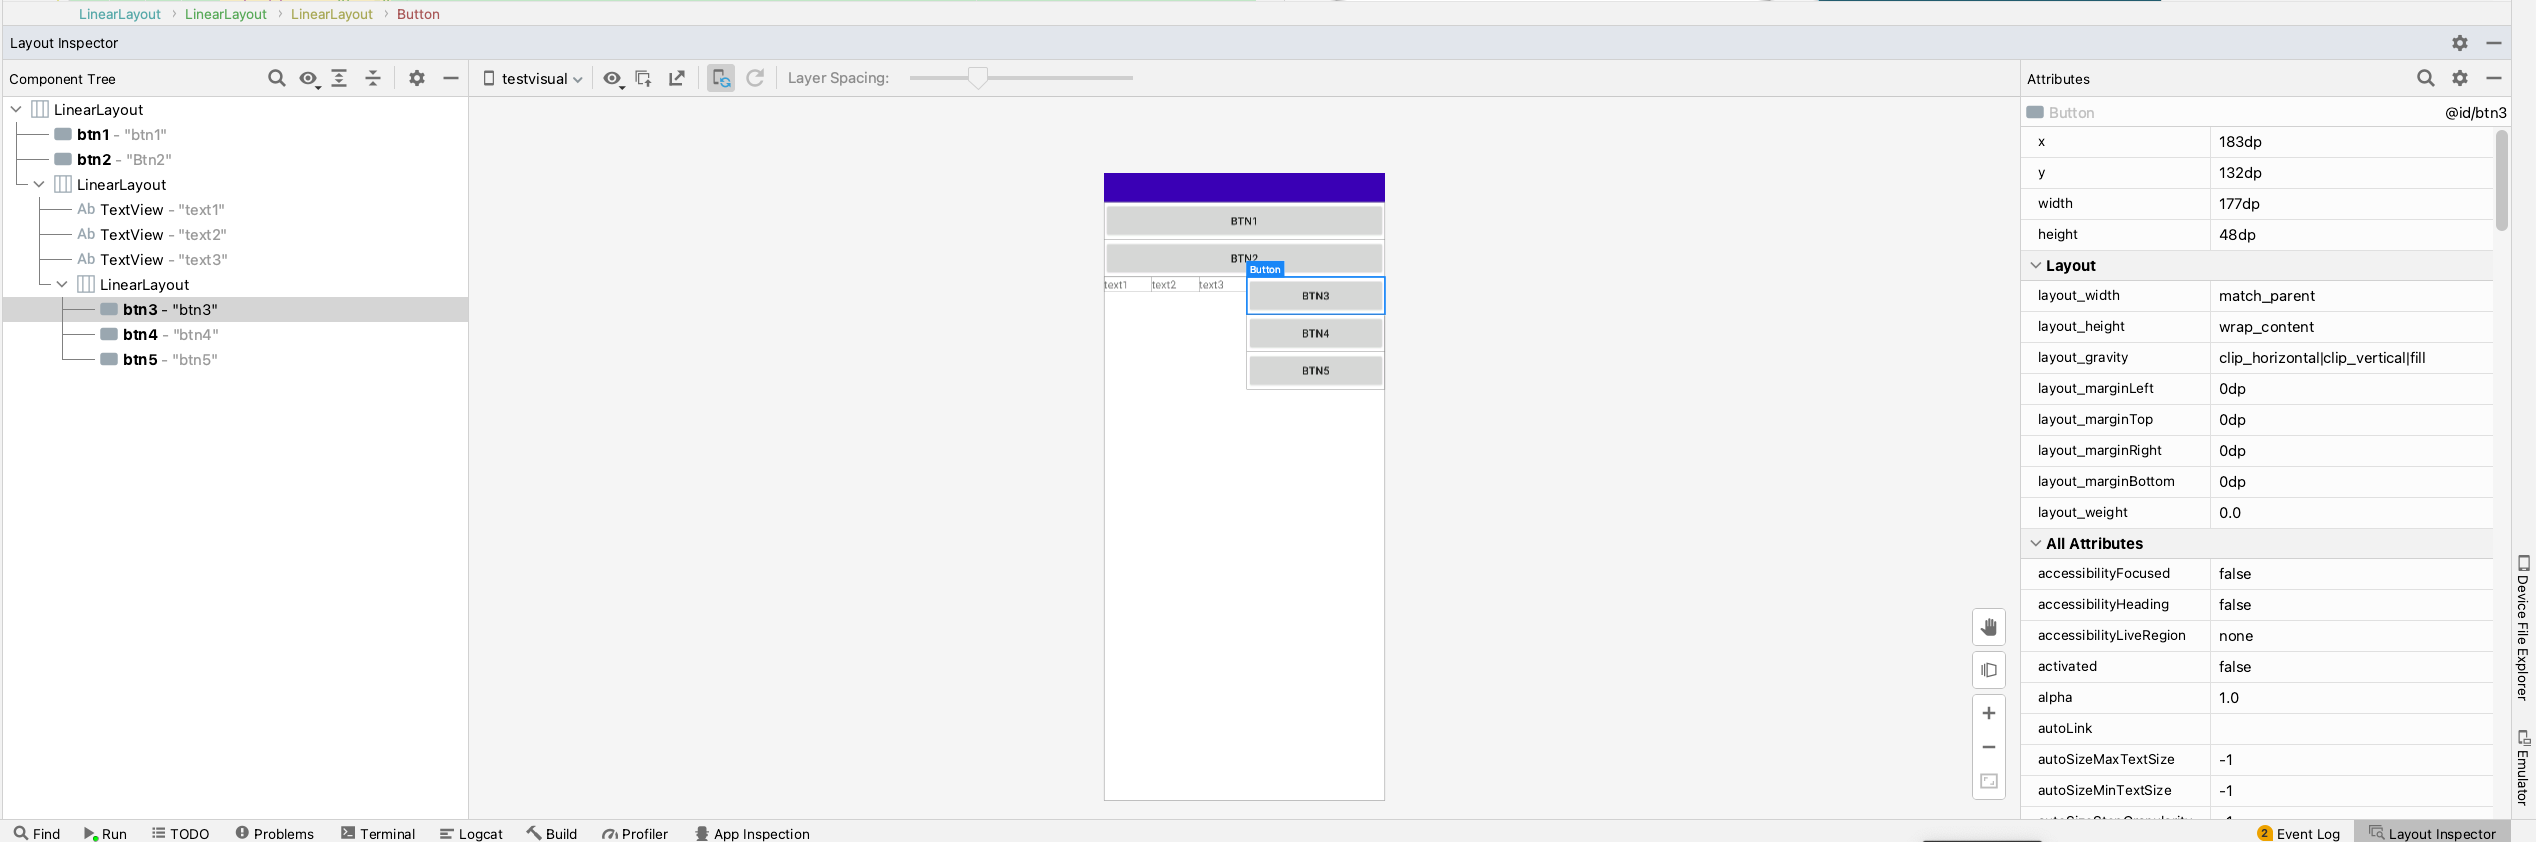 LinearLayout › LinearLayout › LinearLayout › Button
Layout Inspector
Component Tree
testvisual
Layer Spacing:
Attributes
LinearLayout
btn1 - "btn1"
btn2 - "Btn2"
LinearLayout
Ab TextView - "text1"
Ab TextView - "text2"
Ab TextView - "text3"
LinearLayout
btn3 - "btn3"
btn4 - "btn4"
btn5 - "btn5"
BTN1
BTN2
Button
text1 text2 text3
BTN3
BTN4
BTN5
Button @id/btn3
x 183dp
y 132dp
width 177dp
height 48dp
Layout
layout_width match_parent
layout_height wrap_content
layout_gravity clip_horizontal|clip_vertical|fill
layout_marginLeft 0dp
layout_marginTop 0dp
layout_marginRight 0dp
layout_marginBottom 0dp
layout_weight 0.0
All Attributes
accessibilityFocused false
accessibilityHeading false
accessibilityLiveRegion none
activated false
alpha 1.0
autoLink
autoSizeMaxTextSize -1
autoSizeMinTextSize -1
Device File Explorer
Emulator
Find Run TODO Problems Terminal Logcat Build Profiler App Inspection
2 Event Log Layout Inspector